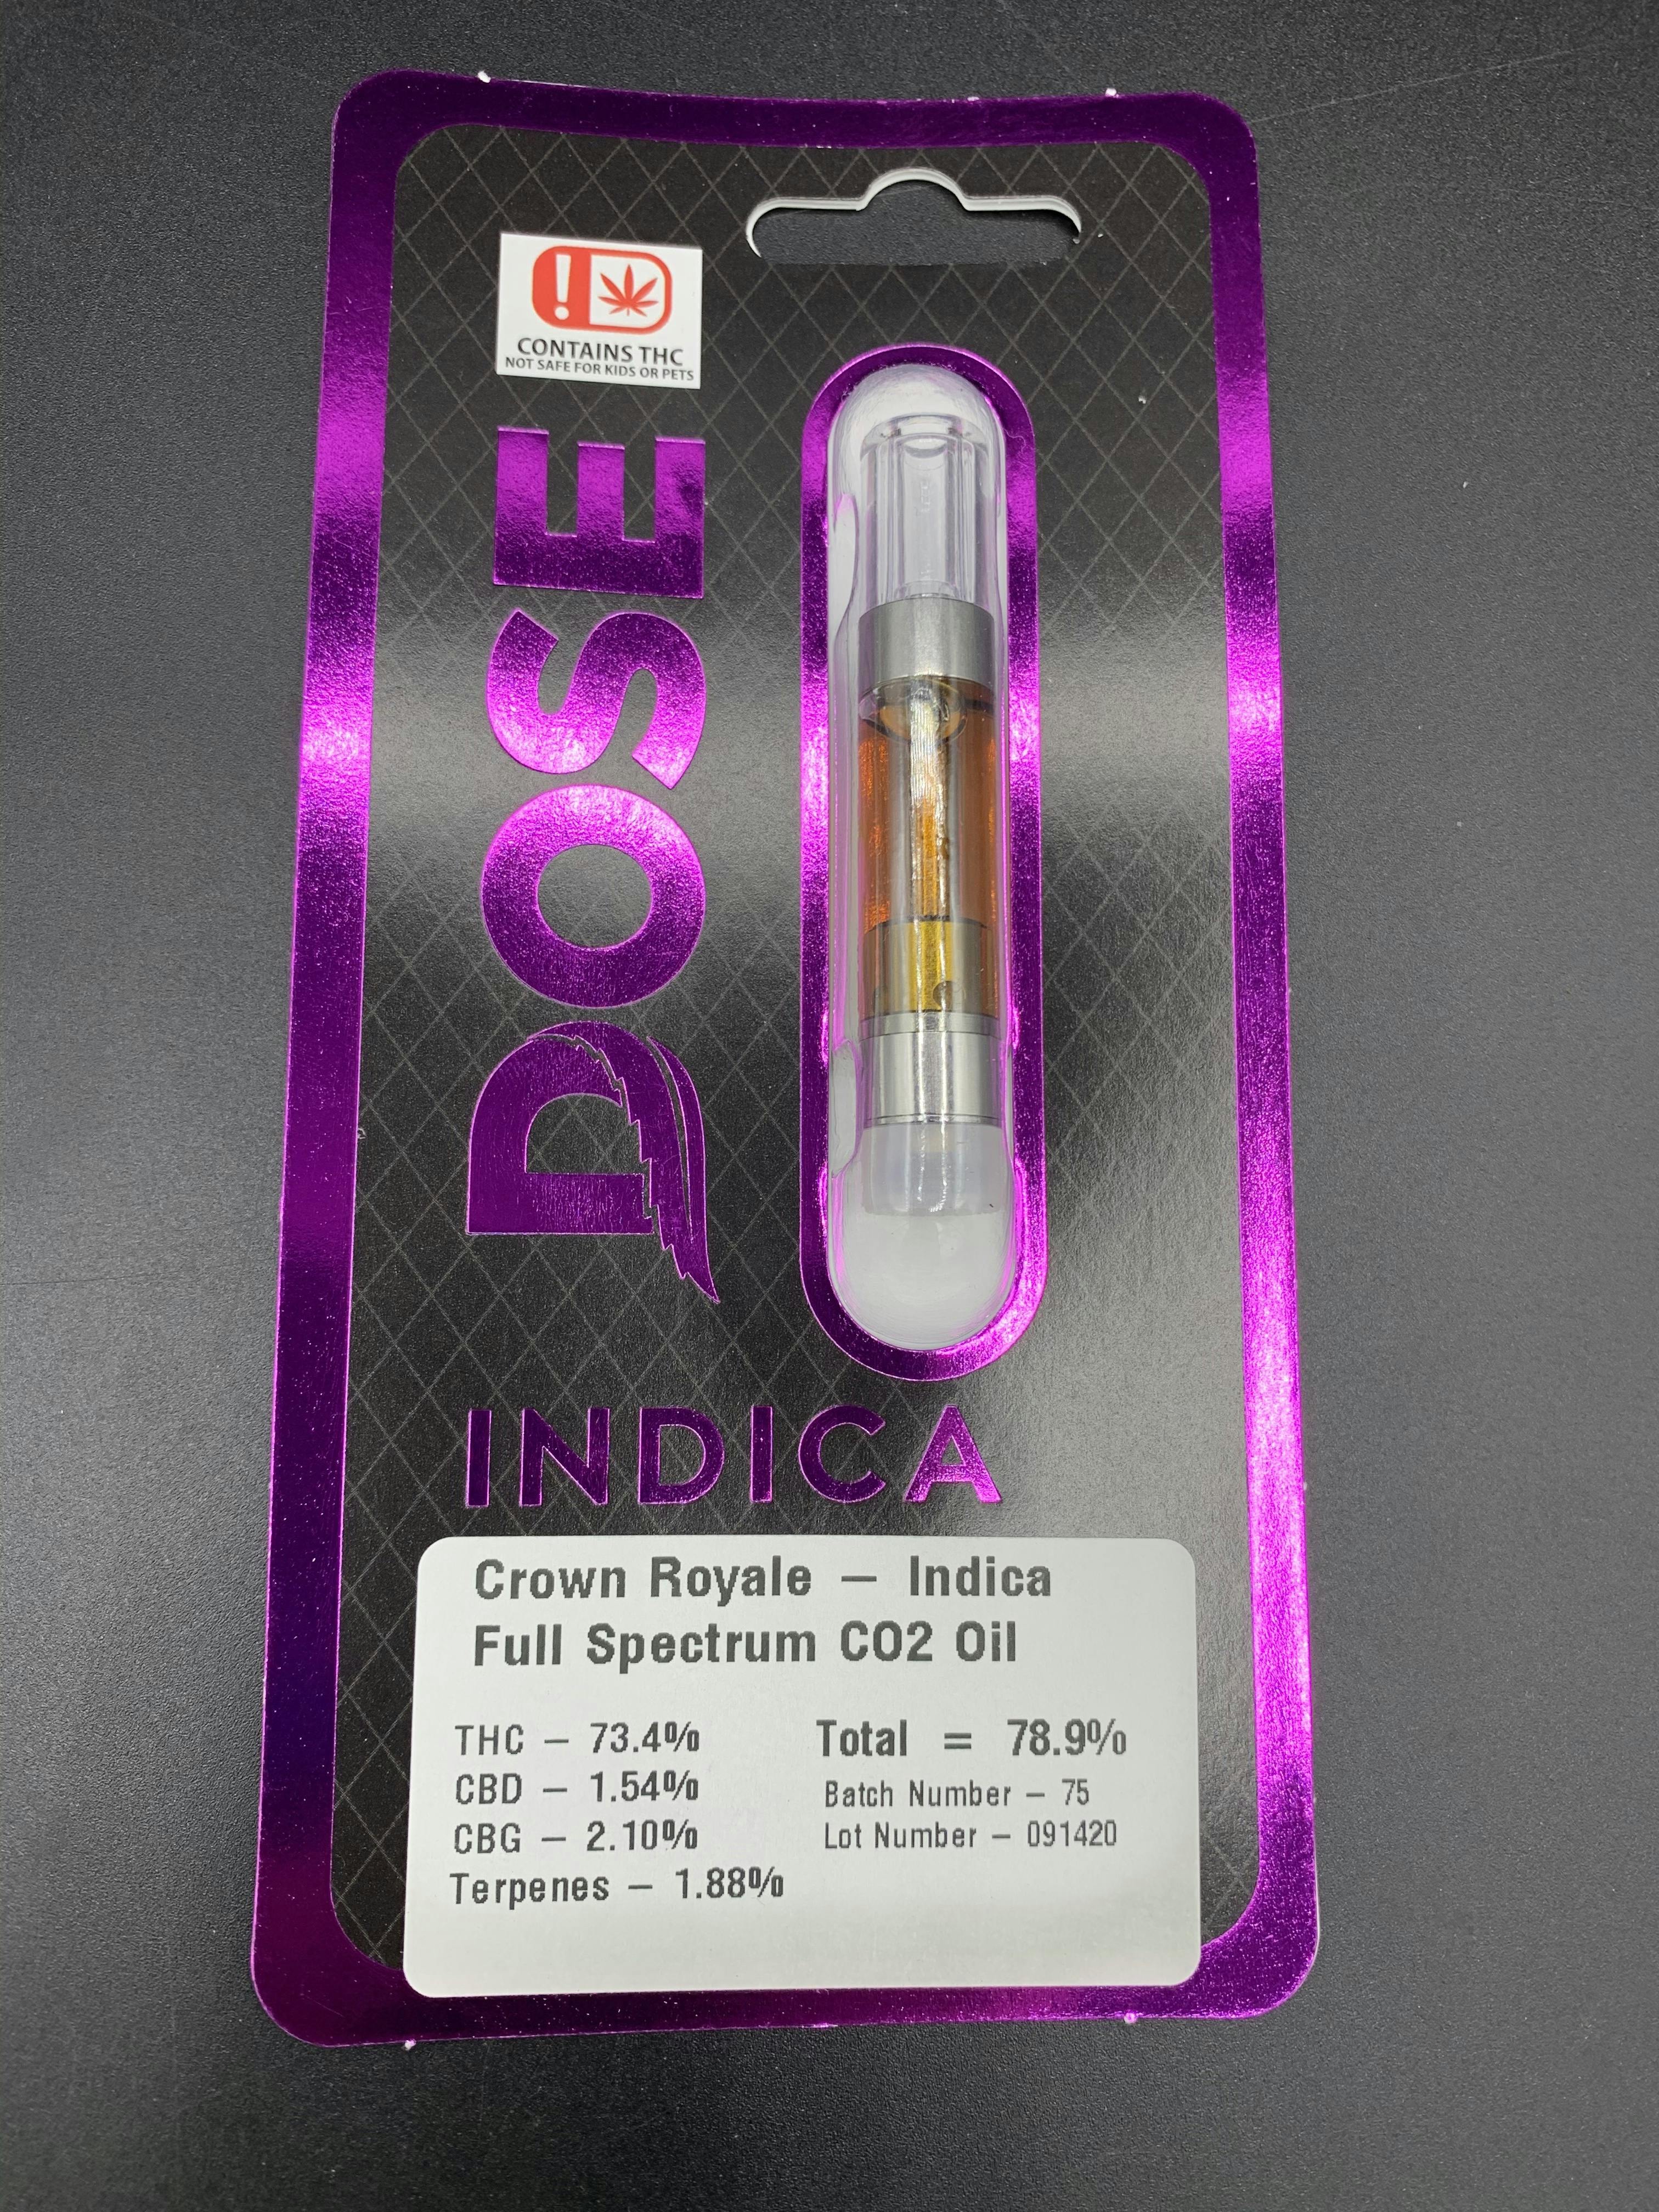 !
CONTAINS THC
NOT SAFE FOR KIDS OR PETS
DOSE
INDICA
Crown Royale – Indica
Full Spectrum CO2 Oil
THC – 73.4%
CBD – 1.54%
CBG – 2.10%
Terpenes – 1.88%
Total = 78.9%
Batch Number – 75
Lot Number – 091420